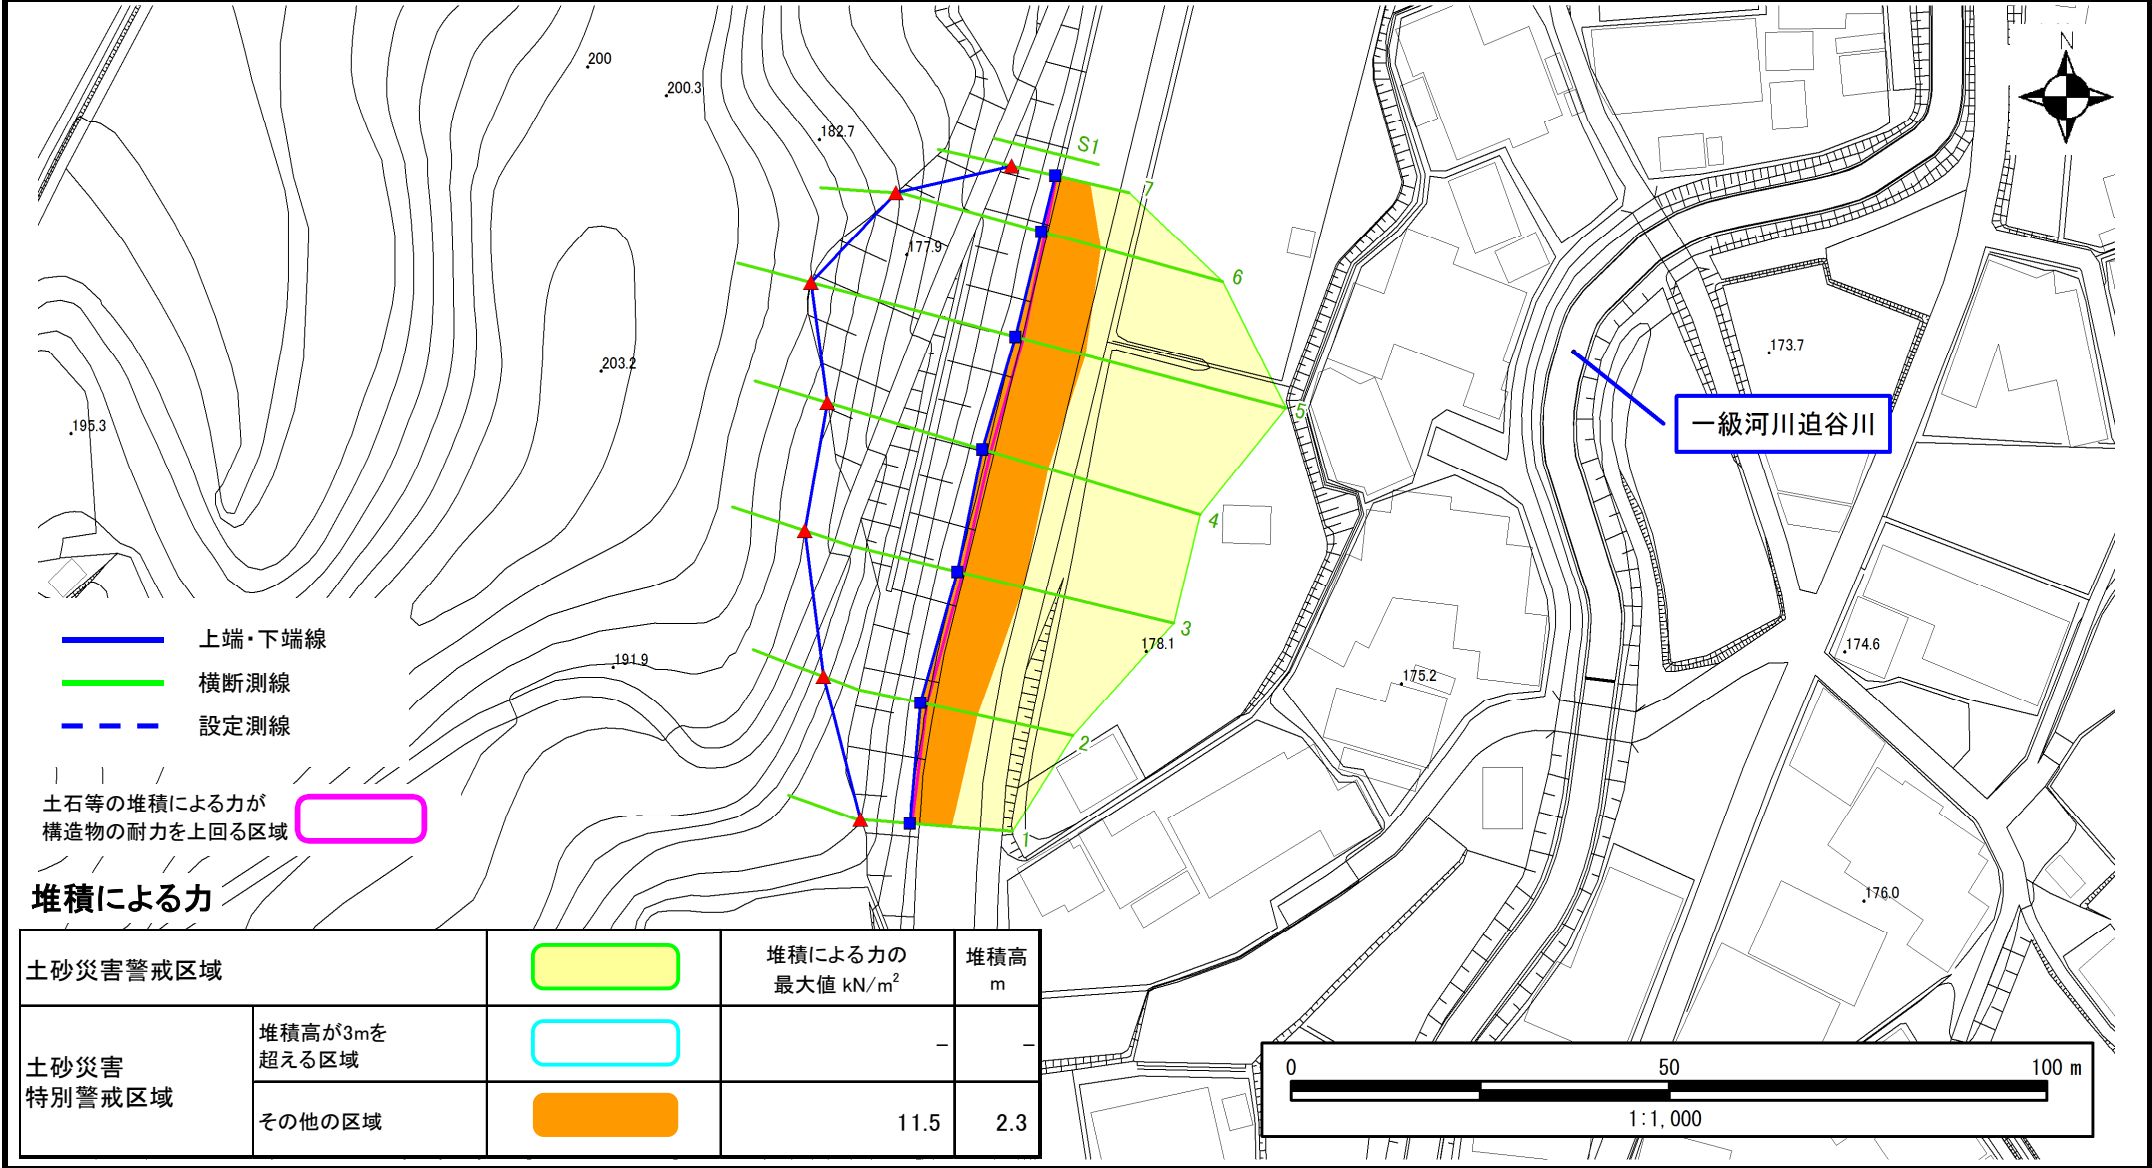 200
200.3
N
182.7
S1
7
177.9
6
173.7
203.2
5
一級河川迫谷川
195.3
4
3
178.1
上端・下端線
174.6
191.9
175.2
横断測線
設定測線
2
土石等の堆積による力が
構造物の耐力を上回る区域
1
176.0
堆積による力
土砂災害警戒区域
堆積による力の
最大値 kN/m²
堆積高
m
土砂災害
特別警戒区域
堆積高が3mを
超える区域
－
－
その他の区域
11.5
2.3
0
50
100 m
1:1,000